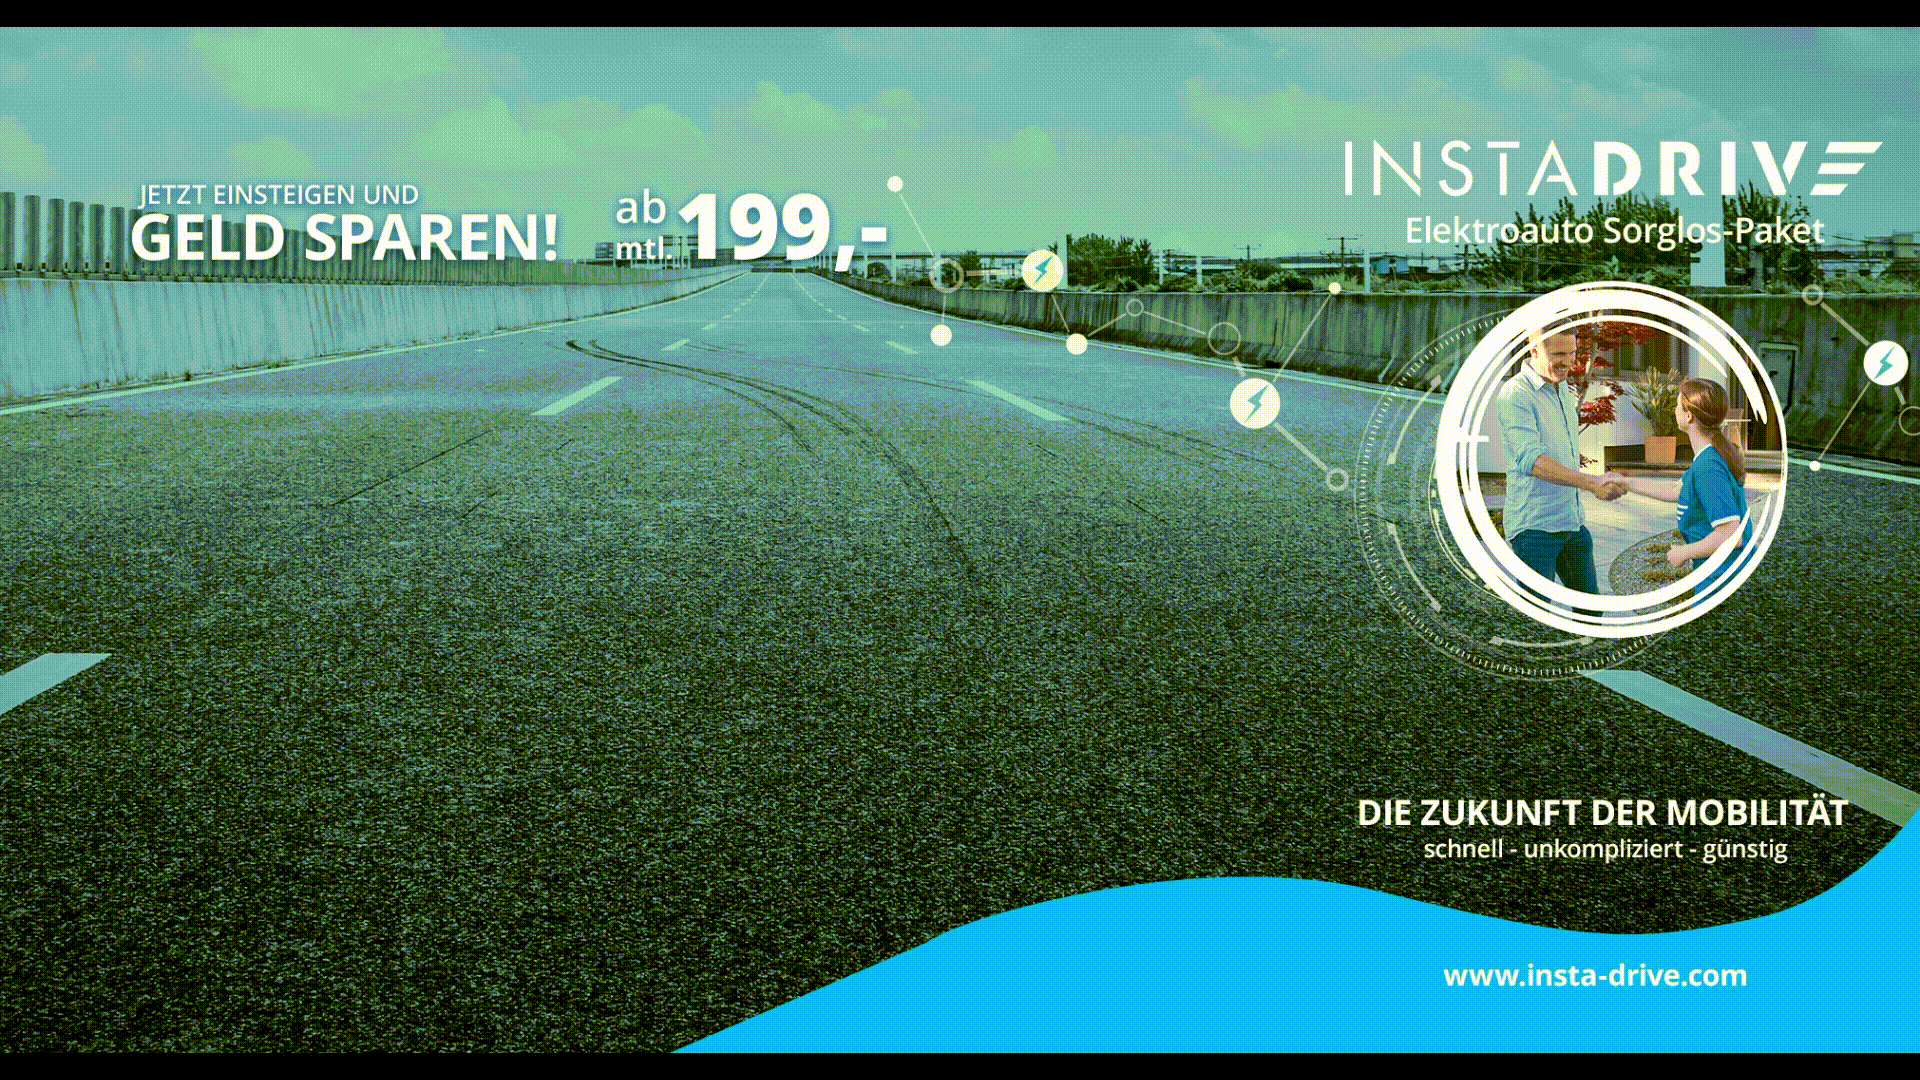 JETZT EINSTEIGEN UND
GELD SPAREN!
ab
mtl. 199,-
INSTADRIVE
Elektroauto Sorglos-Paket
DIE ZUKUNFT DER MOBILITÄT
schnell - unkompliziert - günstig
www.insta-drive.com